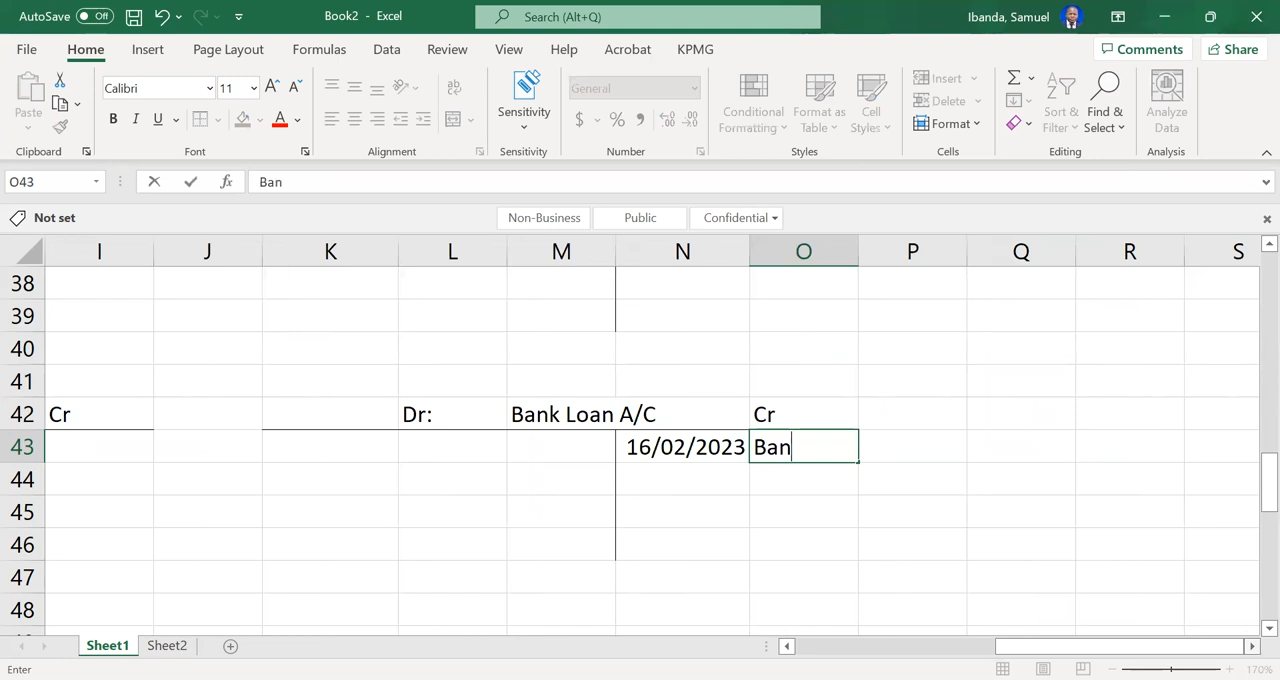 AutoSave Off Book2 - Excel Search (Alt+Q) Ibanda, Samuel
File Home Insert Page Layout Formulas Data Review View Help Acrobat KPMG Comments Share
Calibri 11 A A General Insert Σ
Paste Sensitivity Conditional Format as Cell Delete Sort & Find & Analyze
B I U A $ % 9 Formatting Table Styles Format Filter Select Data
Clipboard Font Alignment Sensitivity Number Styles Cells Editing Analysis
O43 fx Ban
Not set Non-Business Public Confidential
I J K L M N O P Q R S
38
39
40
41
42 Cr Dr: Bank Loan A/C Cr
43 16/02/2023 Ban
44
45
46
47
48
Sheet1 Sheet2
Enter 170%